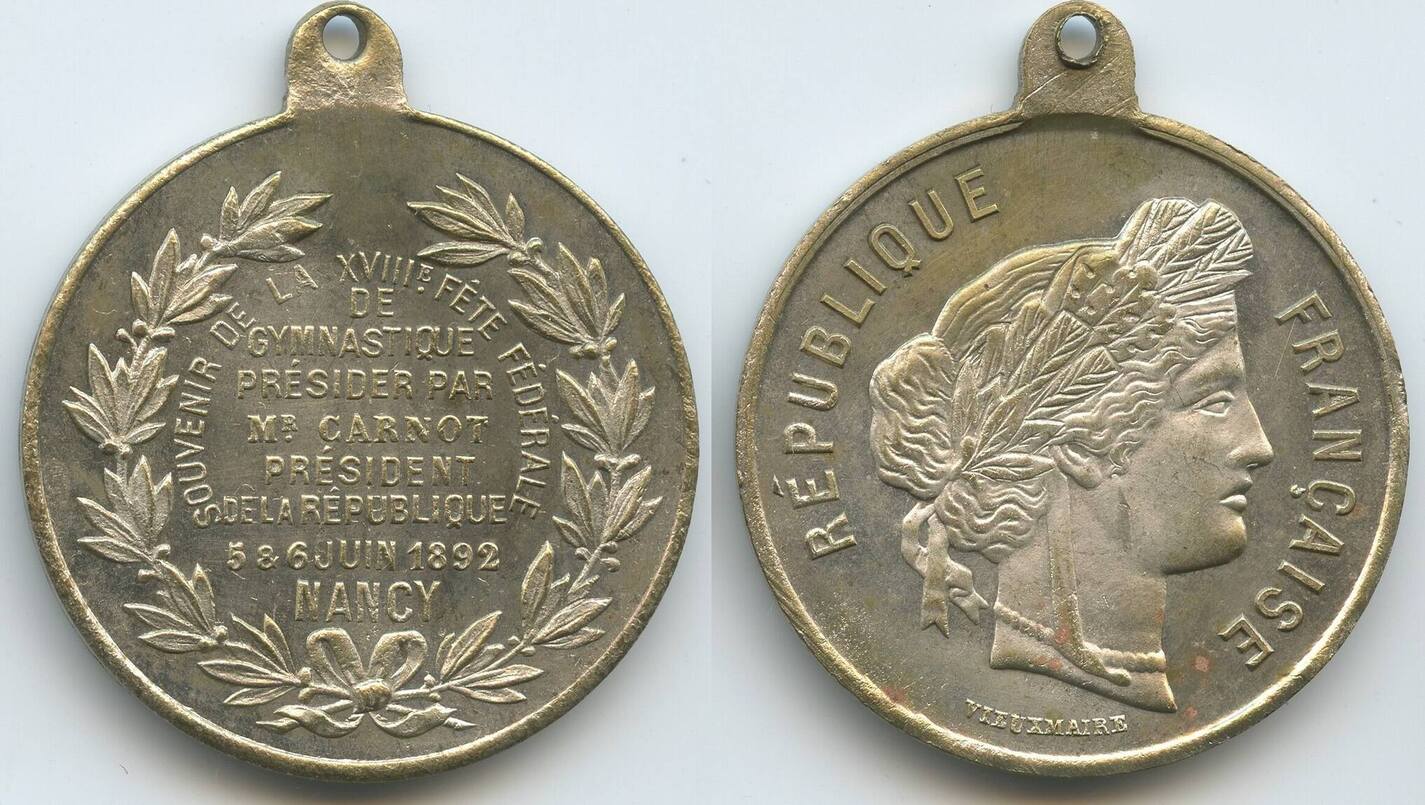 SOUVENIR DE LA XVIIIE FÊTE FÉDÉRALE
DE
GYMNASTIQUE
PRÉSIDER PAR
MR CARNOT
PRÉSIDENT
DE LA RÉPUBLIQUE
5 & 6 JUIN 1892
NANCY
RÉPUBLIQUE FRANÇAISE
VIEUXMAIRE